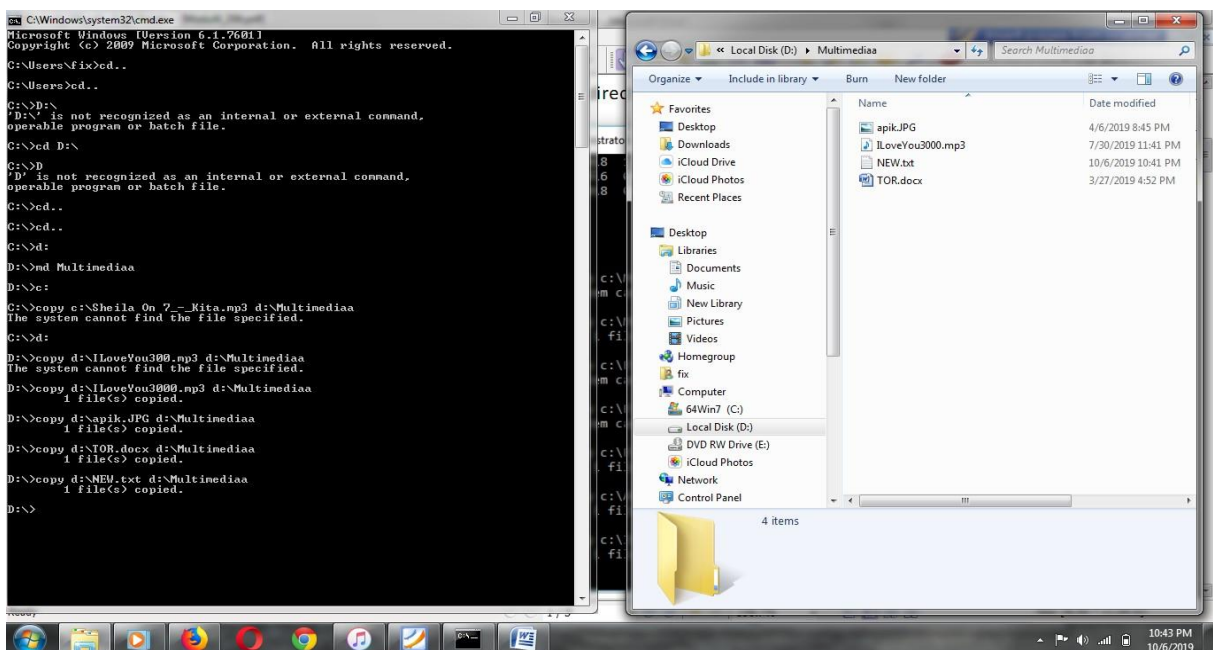 C:\Windows\system32\cmd.exe
Microsoft Windows [Version 6.1.7601]
Copyright (c) 2009 Microsoft Corporation. All rights reserved.
C:\Users\fix>cd..
C:\Users>cd..
C:\>D:\
'D:\' is not recognized as an internal or external command,
operable program or batch file.
C:\>cd D:\
C:\>D
'D' is not recognized as an internal or external command,
operable program or batch file.
C:\>cd..
C:\>cd..
C:\>d:
D:\>md Multimediaa
D:\>c:
C:\>copy c:\Sheila On 7_-_Kita.mp3 d:\Multimediaa
The system cannot find the file specified.
C:\>d:
D:\>copy d:\ILoveYou300.mp3 d:\Multimediaa
The system cannot find the file specified.
D:\>copy d:\ILoveYou3000.mp3 d:\Multimediaa
1 file(s) copied.
D:\>copy d:\apik.JPG d:\Multimediaa
1 file(s) copied.
D:\>copy d:\TOR.docx d:\Multimediaa
1 file(s) copied.
D:\>copy d:\NEW.txt d:\Multimediaa
1 file(s) copied.
D:\>
« Local Disk (D:) Multimediaa
Search Multimediaa
Organize Include in library Burn New folder
Favorites
Desktop
Downloads
iCloud Drive
iCloud Photos
Recent Places
Desktop
Libraries
Documents
Music
New Library
Pictures
Videos
Homegroup
fix
Computer
64Win7 (C:)
Local Disk (D:)
DVD RW Drive (E:)
iCloud Photos
Network
Control Panel
Name Date modified
apik.JPG 4/6/2019 8:45 PM
ILoveYou3000.mp3 7/30/2019 11:41 PM
NEW.txt 10/6/2019 10:41 PM
TOR.docx 3/27/2019 4:52 PM
4 items
10:43 PM
10/6/2019